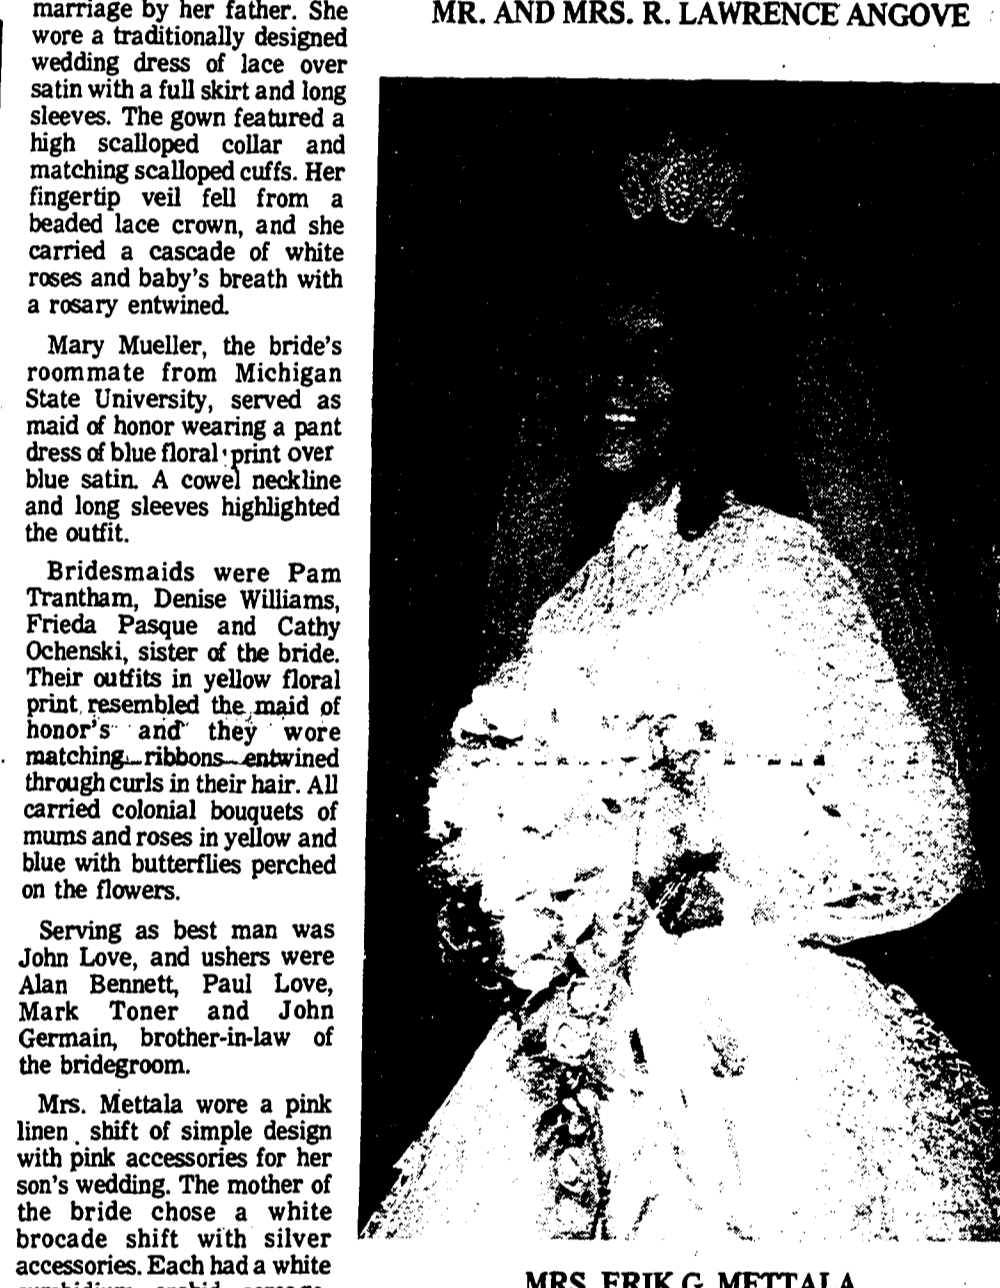 marriage by her father. She
wore a traditionally designed
wedding dress of lace over
satin with a full skirt and long
sleeves. The gown featured a
high scalloped collar and
matching scalloped cuffs. Her
fingertip veil fell from a
beaded lace crown, and she
carried a cascade of white
roses and baby's breath with
a rosary entwined.
Mary Mueller, the bride's
roommate from Michigan
State University, served as
maid of honor wearing a pant
dress of blue floral print over
blue satin. A cowel neckline
and long sleeves highlighted
the outfit.
Bridesmaids were Pam
Trantham, Denise Williams,
Frieda Pasque and Cathy
Ochenski, sister of the bride.
Their outfits in yellow floral
print resembled the maid of
honor's and they wore
matching ribbons entwined
through curls in their hair. All
carried colonial bouquets of
mums and roses in yellow and
blue with butterflies perched
on the flowers.
Serving as best man was
John Love, and ushers were
Alan Bennett, Paul Love,
Mark Toner and John
Germain, brother-in-law of
the bridegroom.
Mrs. Mettala wore a pink
linen shift of simple design
with pink accessories for her
son's wedding. The mother of
the bride chose a white
brocade shift with silver
accessories. Each had a white
MR. AND MRS. R. LAWRENCE ANGOVE
MRS. ERIK G. METTALA